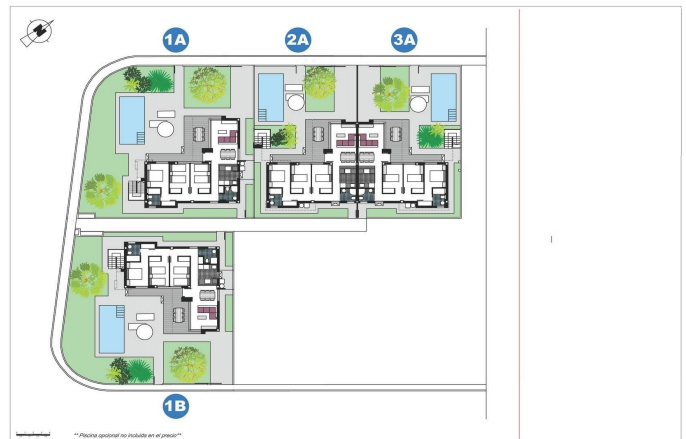 N
1A
2A
3A
1B
** Piscina opcional no incluida en el precio**